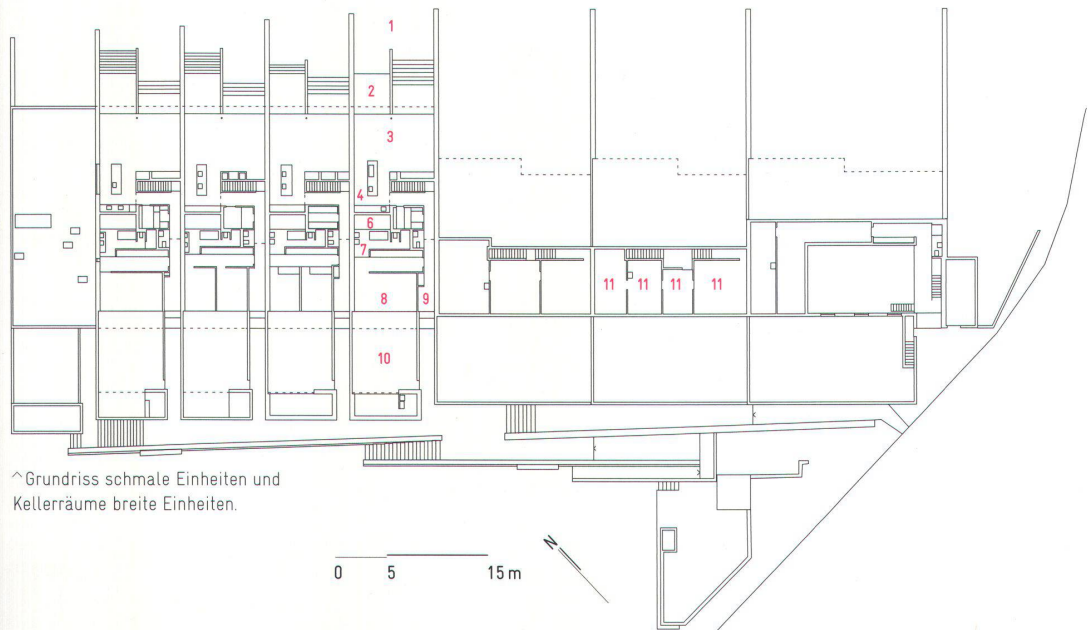 1
2
3
4
6
7
8
9
10
11 11 11 11
^Grundriss schmale Einheiten und
Kellerräume breite Einheiten.
N
0 5 15 m